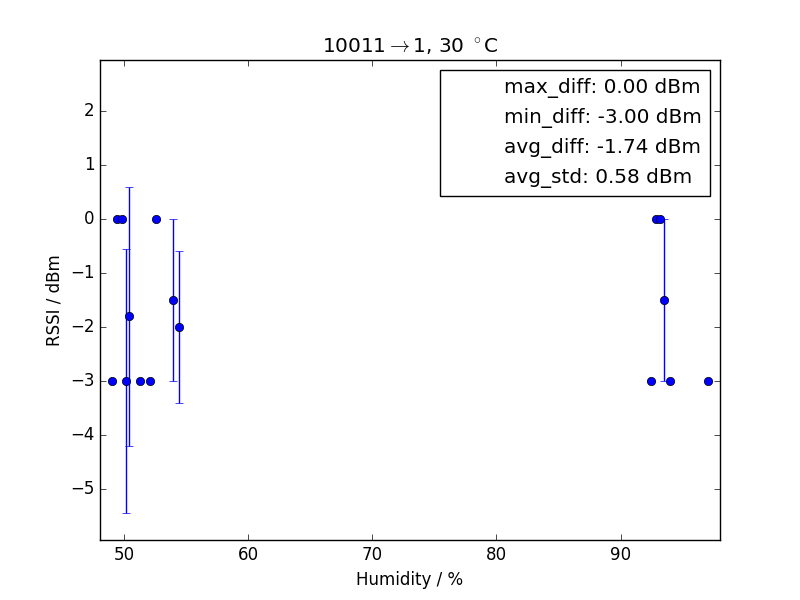 10011→1, 30 °C
max_diff: 0.00 dBm
min_diff: -3.00 dBm
avg_diff: -1.74 dBm
avg_std: 0.58 dBm
RSSI / dBm
2
1
0
−1
−2
−3
−4
−5
50 60 70 80 90
Humidity / %